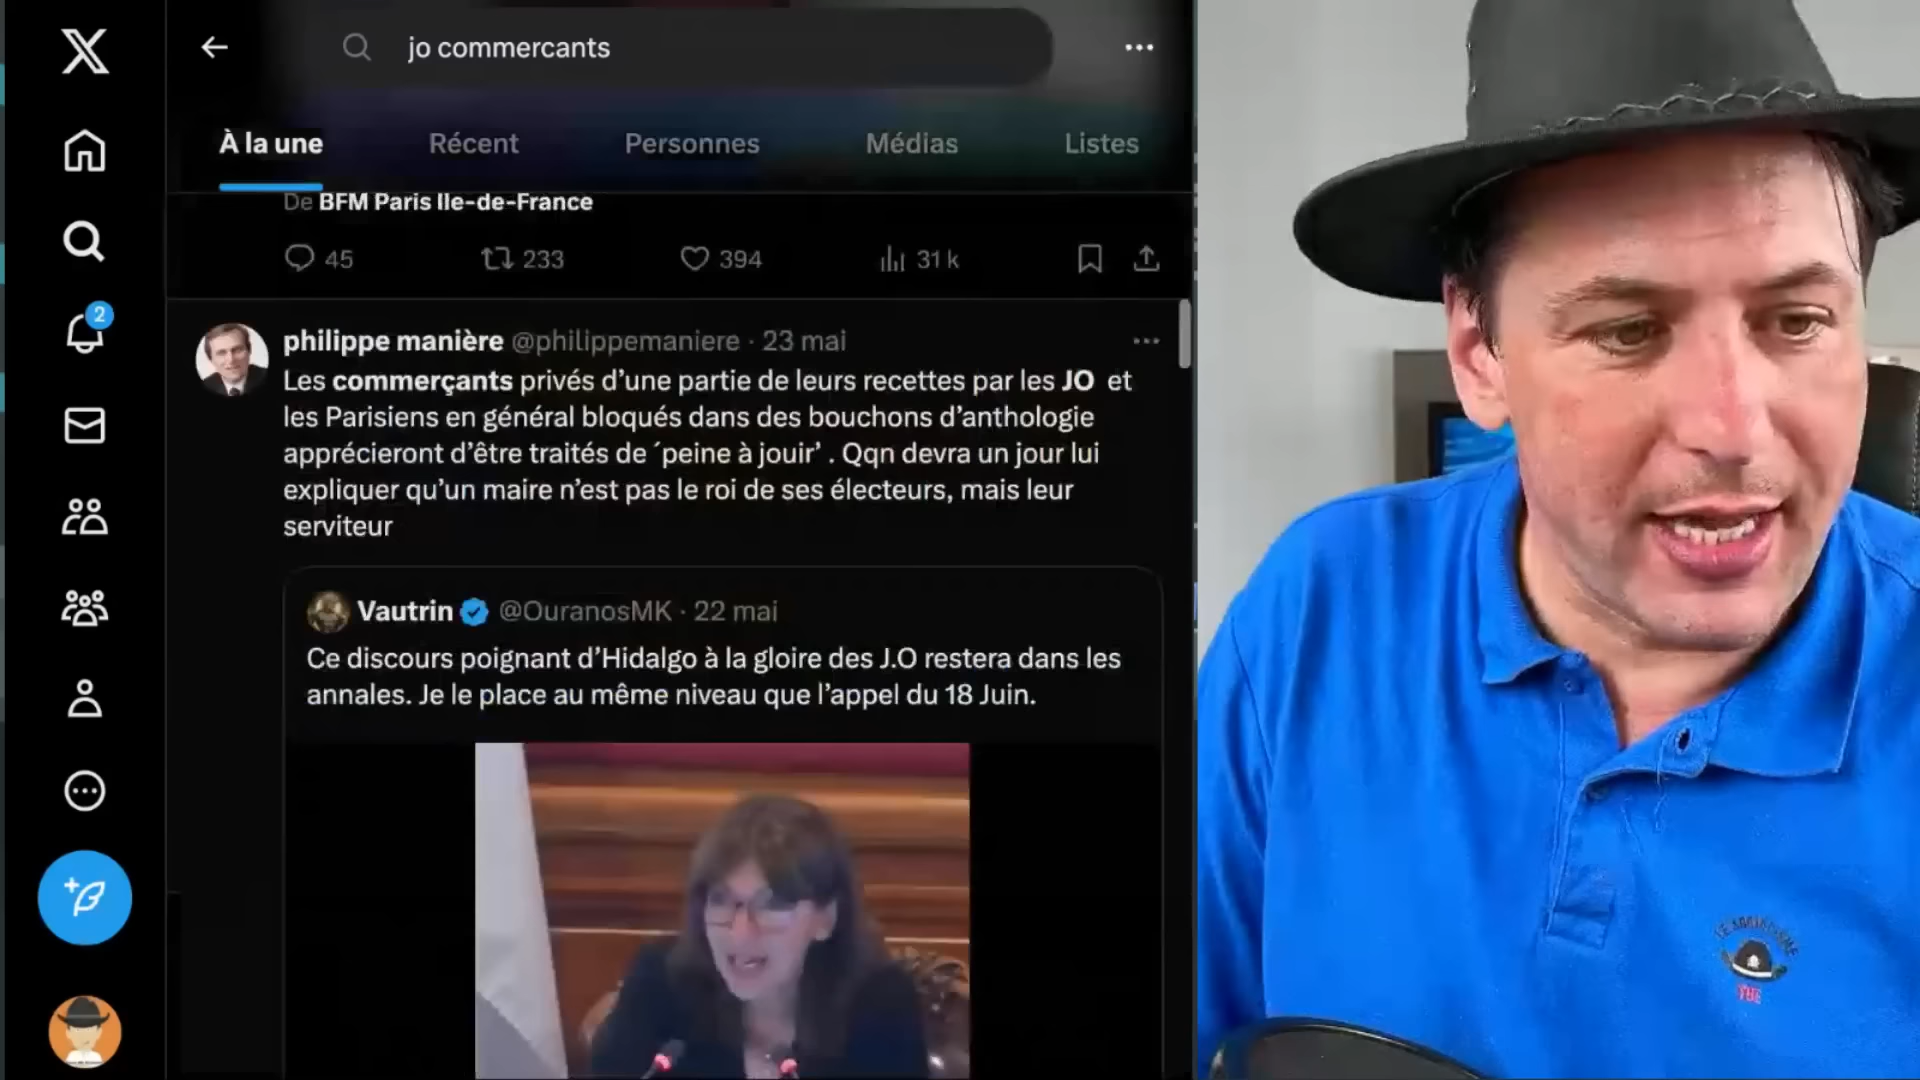 jo commercants
À la une
Récent
Personnes
Médias
Listes
De BFM Paris Ile-de-France
45
233
394
31 k
2
philippe manière @philippemaniere · 23 mai
Les commerçants privés d’une partie de leurs recettes par les JO et
les Parisiens en général bloqués dans des bouchons d’anthologie
apprécieront d’être traités de ´peine à jouir’ . Qqn devra un jour lui
expliquer qu’un maire n’est pas le roi de ses électeurs, mais leur
serviteur
Vautrin @OuranosMK · 22 mai
Ce discours poignant d’Hidalgo à la gloire des J.O restera dans les
annales. Je le place au même niveau que l’appel du 18 Juin.
TUE